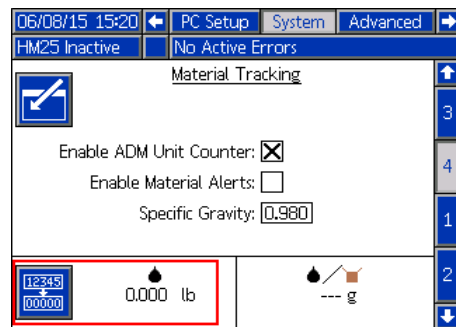 06/08/15 15:20 PC Setup System Advanced
HM25 Inactive No Active Errors
Material Tracking
3
Enable ADM Unit Counter:
4
Enable Material Alerts:
Specific Gravity: 0.980
1
12345
00000
0.000 lb
--- g
2